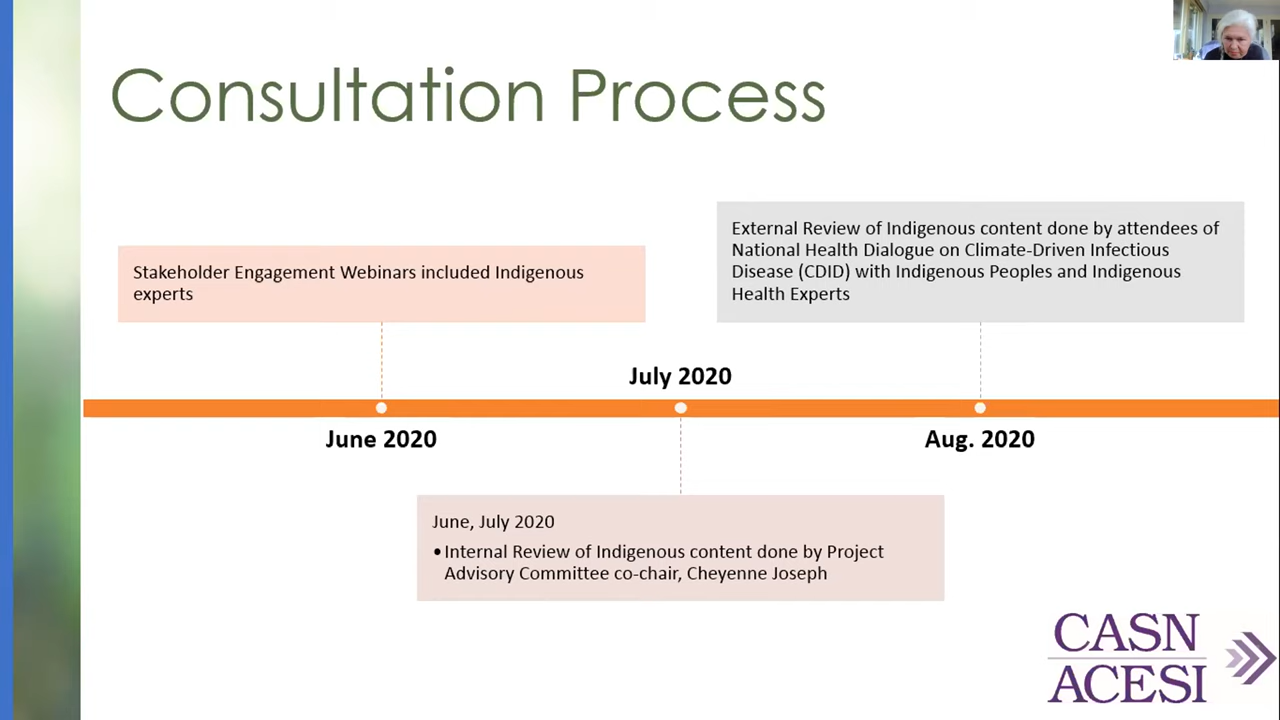 Consultation Process
Stakeholder Engagement Webinars included Indigenous
experts
External Review of Indigenous content done by attendees of
National Health Dialogue on Climate-Driven Infectious
Disease (CDID) with Indigenous Peoples and Indigenous
Health Experts
July 2020
June 2020
Aug. 2020
June, July 2020
• Internal Review of Indigenous content done by Project
Advisory Committee co-chair, Cheyenne Joseph
CASN
ACESI